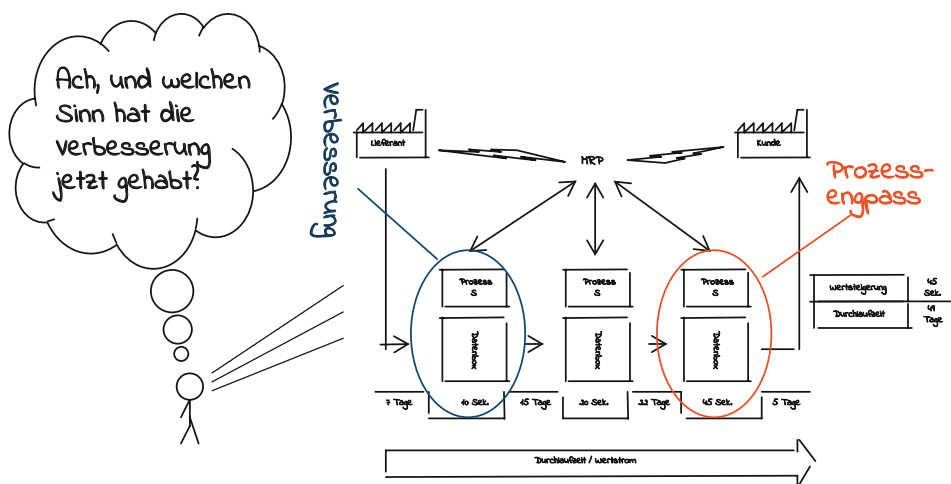 Ach, und welchen
Sinn hat die
Verbesserung
jetzt gehabt?
Verbesserung
Lieferant
MRP
Kunde
Prozess-
engpass
Prozess
S
Prozess
S
Prozess
S
Wertsteigerung
45
Sek.
Durchlaufzeit
49
Tage
Datenbox
Datenbox
Datenbox
7 Tage
10 Sek.
15 Tage
20 Sek.
22 Tage
45 Sek.
5 Tage
Durchlaufzeit / Wertstrom